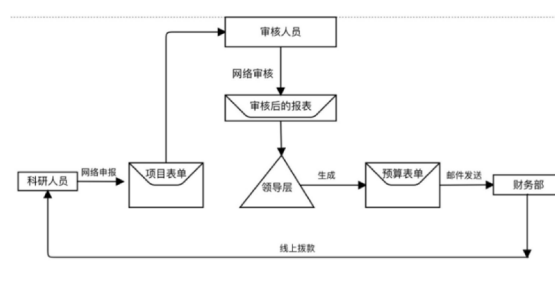 审核人员
网络审核
审核后的报表
网络申报
科研人员
项目表单
领导层
生成
预算表单
邮件发送
财务部
线上拨款